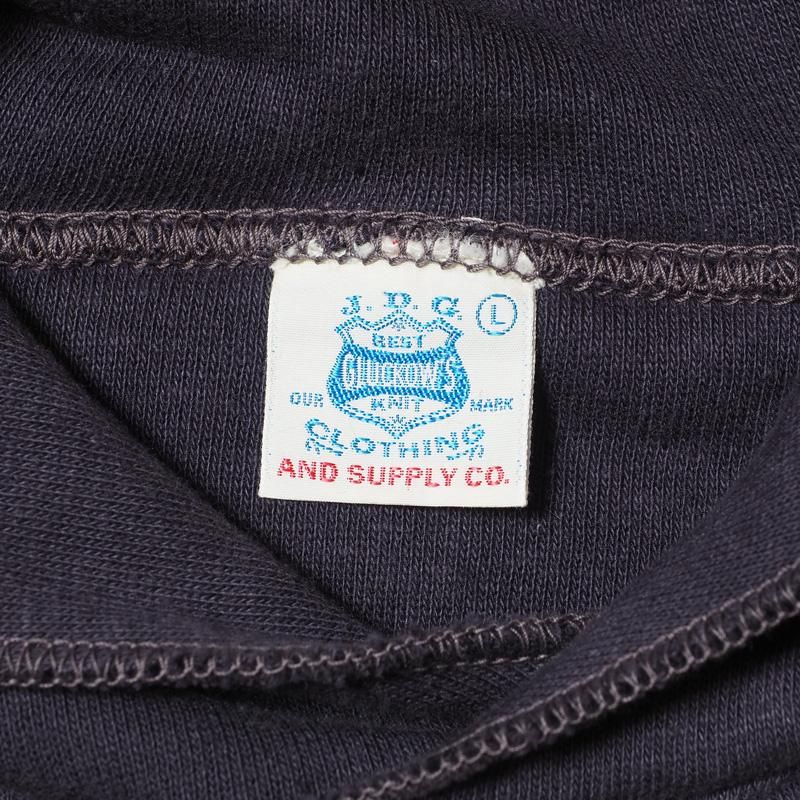 J. D. G. L
BEST
OUR KNIT MARK
CLOTHING
AND SUPPLY CO.